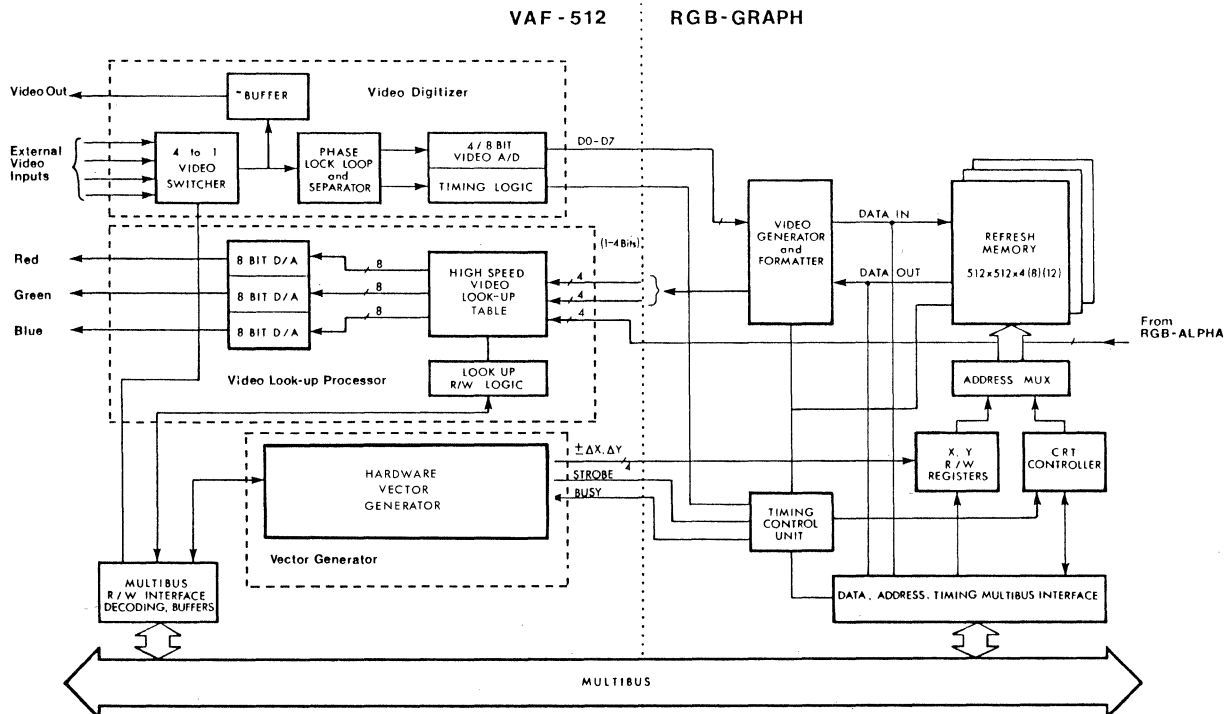 VAF-512
RGB-GRAPH
Video Out
BUFFER
Video Digitizer
External
Video
Inputs
4 to 1
VIDEO
SWITCHER
PHASE
LOCK LOOP
and
SEPARATOR
4/8 BIT
VIDEO A/D
TIMING LOGIC
D0-D7
VIDEO
GENERATOR
and
FORMATTER
DATA IN
DATA OUT
REFRESH
MEMORY
512x512x4(8)(12)
(1-4Bits)
Red
Green
Blue
8 BIT D/A
8 BIT D/A
8 BIT D/A
8
8
8
HIGH SPEED
VIDEO
LOOK-UP
TABLE
4
4
4
From
RGB-ALPHA
LOOK UP
R/W LOGIC
Video Look-up Processor
ADDRESS MUX
HARDWARE
VECTOR
GENERATOR
±ΔX, ΔY
4
STROBE
BUSY
X, Y
R/W
REGISTERS
CRT
CONTROLLER
TIMING
CONTROL
UNIT
Vector Generator
MULTIBUS
R/W INTERFACE
DECODING, BUFFERS
DATA, ADDRESS, TIMING MULTIBUS INTERFACE
MULTIBUS